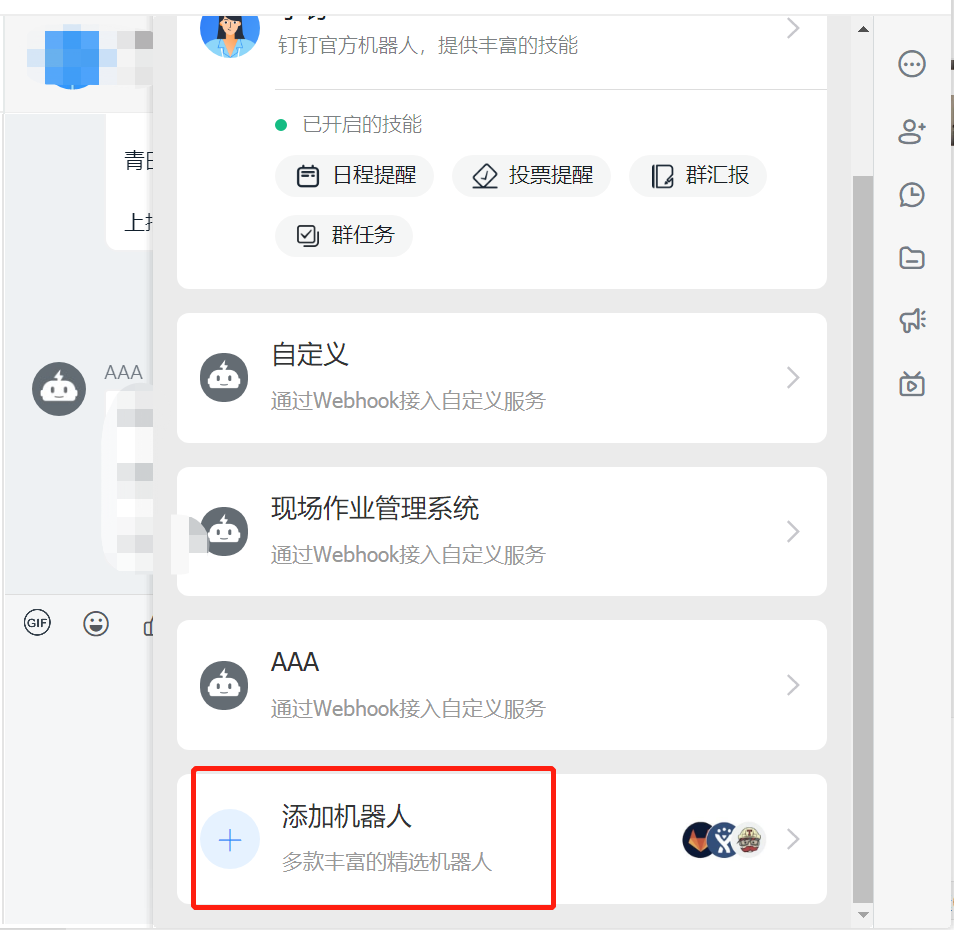 钉钉官方机器人，提供丰富的技能
已开启的技能
日程提醒
投票提醒
群汇报
群任务
青
上
AAA
GIF
自定义
通过Webhook接入自定义服务
现场作业管理系统
通过Webhook接入自定义服务
AAA
通过Webhook接入自定义服务
添加机器人
多款丰富的精选机器人